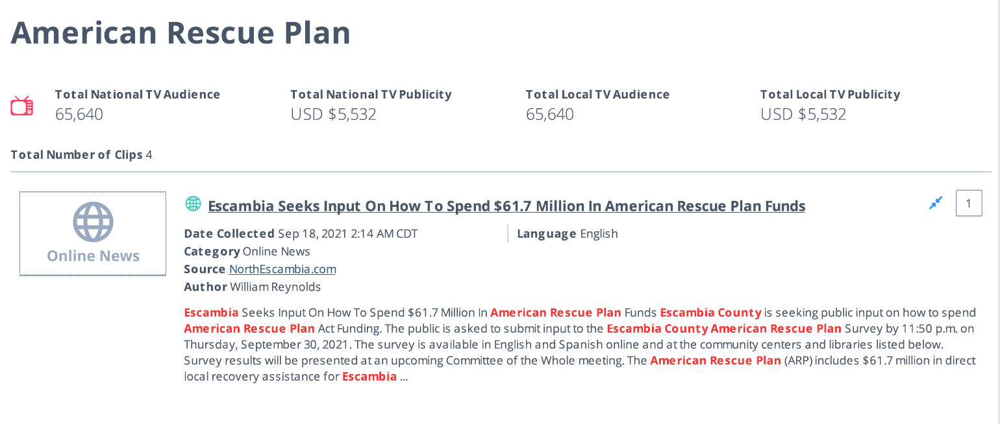 American Rescue Plan
Total National TV Audience
65,640
Total National TV Publicity
USD $5,532
Total Local TV Audience
65,640
Total Local TV Publicity
USD $5,532
Total Number of Clips 4
Online News
Escambia Seeks Input On How To Spend $61.7 Million In American Rescue Plan Funds
1
Date Collected Sep 18, 2021 2:14 AM CDT
Language English
Category Online News
Source NorthEscambia.com
Author William Reynolds
Escambia Seeks Input On How To Spend $61.7 Million In American Rescue Plan Funds Escambia County is seeking public input on how to spend
American Rescue Plan Act Funding. The public is asked to submit input to the Escambia County American Rescue Plan Survey by 11:50 p.m. on
Thursday, September 30, 2021. The survey is available in English and Spanish online and at the community centers and libraries listed below.
Survey results will be presented at an upcoming Committee of the Whole meeting. The American Rescue Plan (ARP) includes $61.7 million in direct
local recovery assistance for Escambia ...